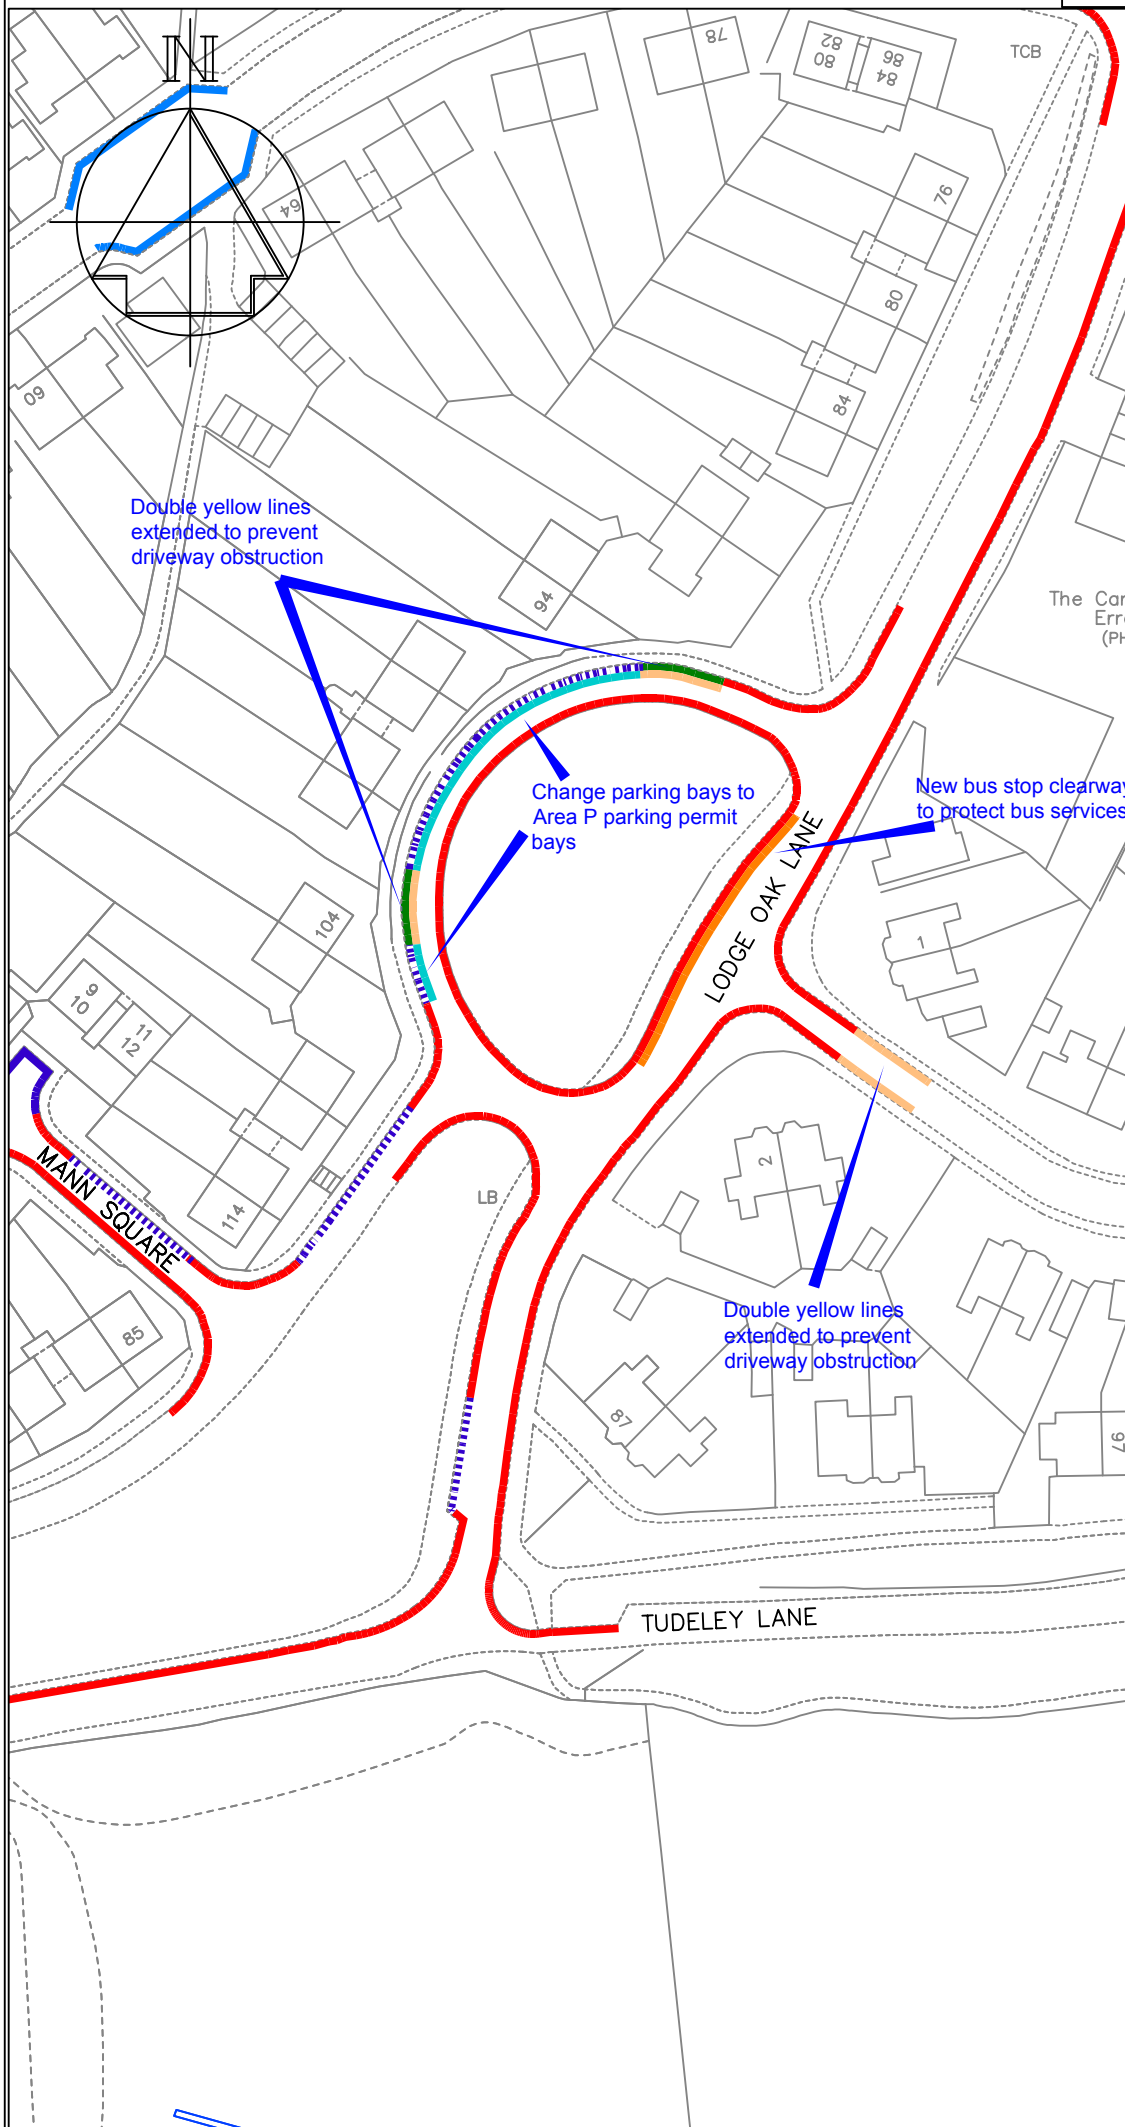 N
78
82
80
86
84
TCB
76
64
80
60
84
Double yellow lines
extended to prevent
driveway obstruction
94
The Car
Erro
(PH
Change parking bays to
Area P parking permit
bays
New bus stop clearway
to protect bus services
LODGE OAK LANE
104
1
9
10
11
12
MANN SQUARE
114
LB
2
85
Double yellow lines
extended to prevent
driveway obstruction
87
97
TUDELEY LANE